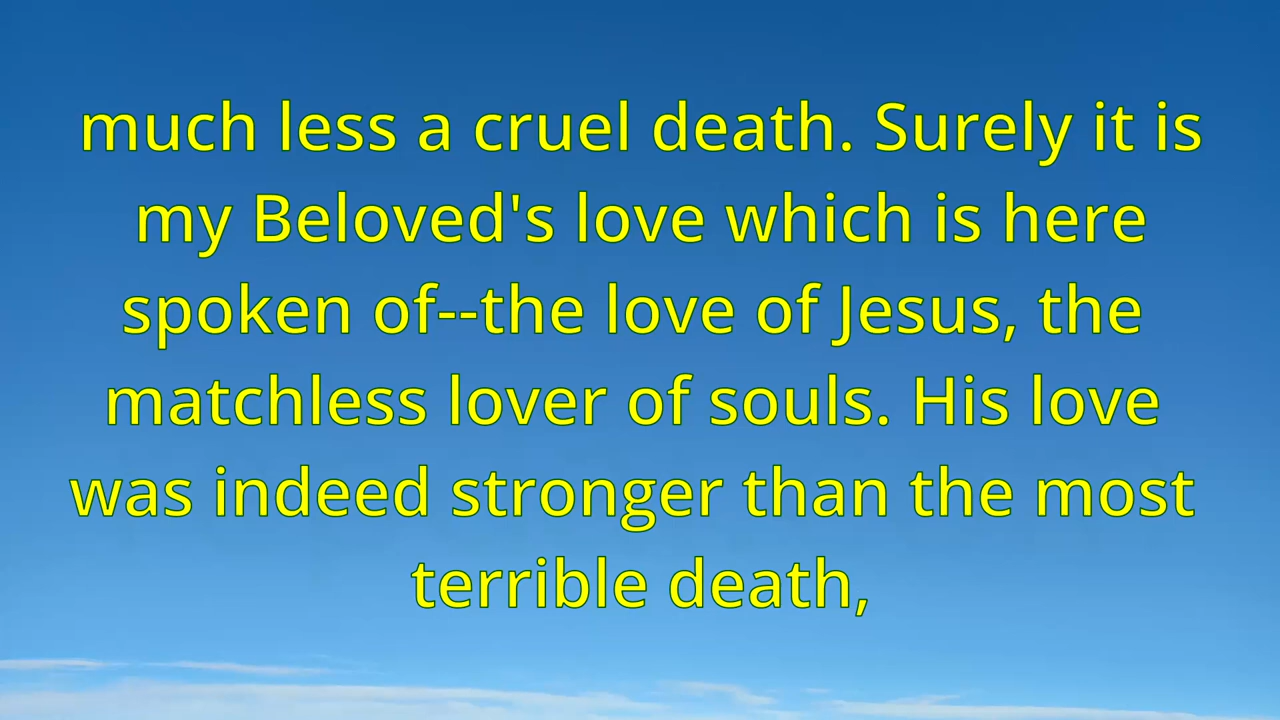 much less a cruel death. Surely it is
my Beloved's love which is here
spoken of--the love of Jesus, the
matchless lover of souls. His love
was indeed stronger than the most
terrible death,